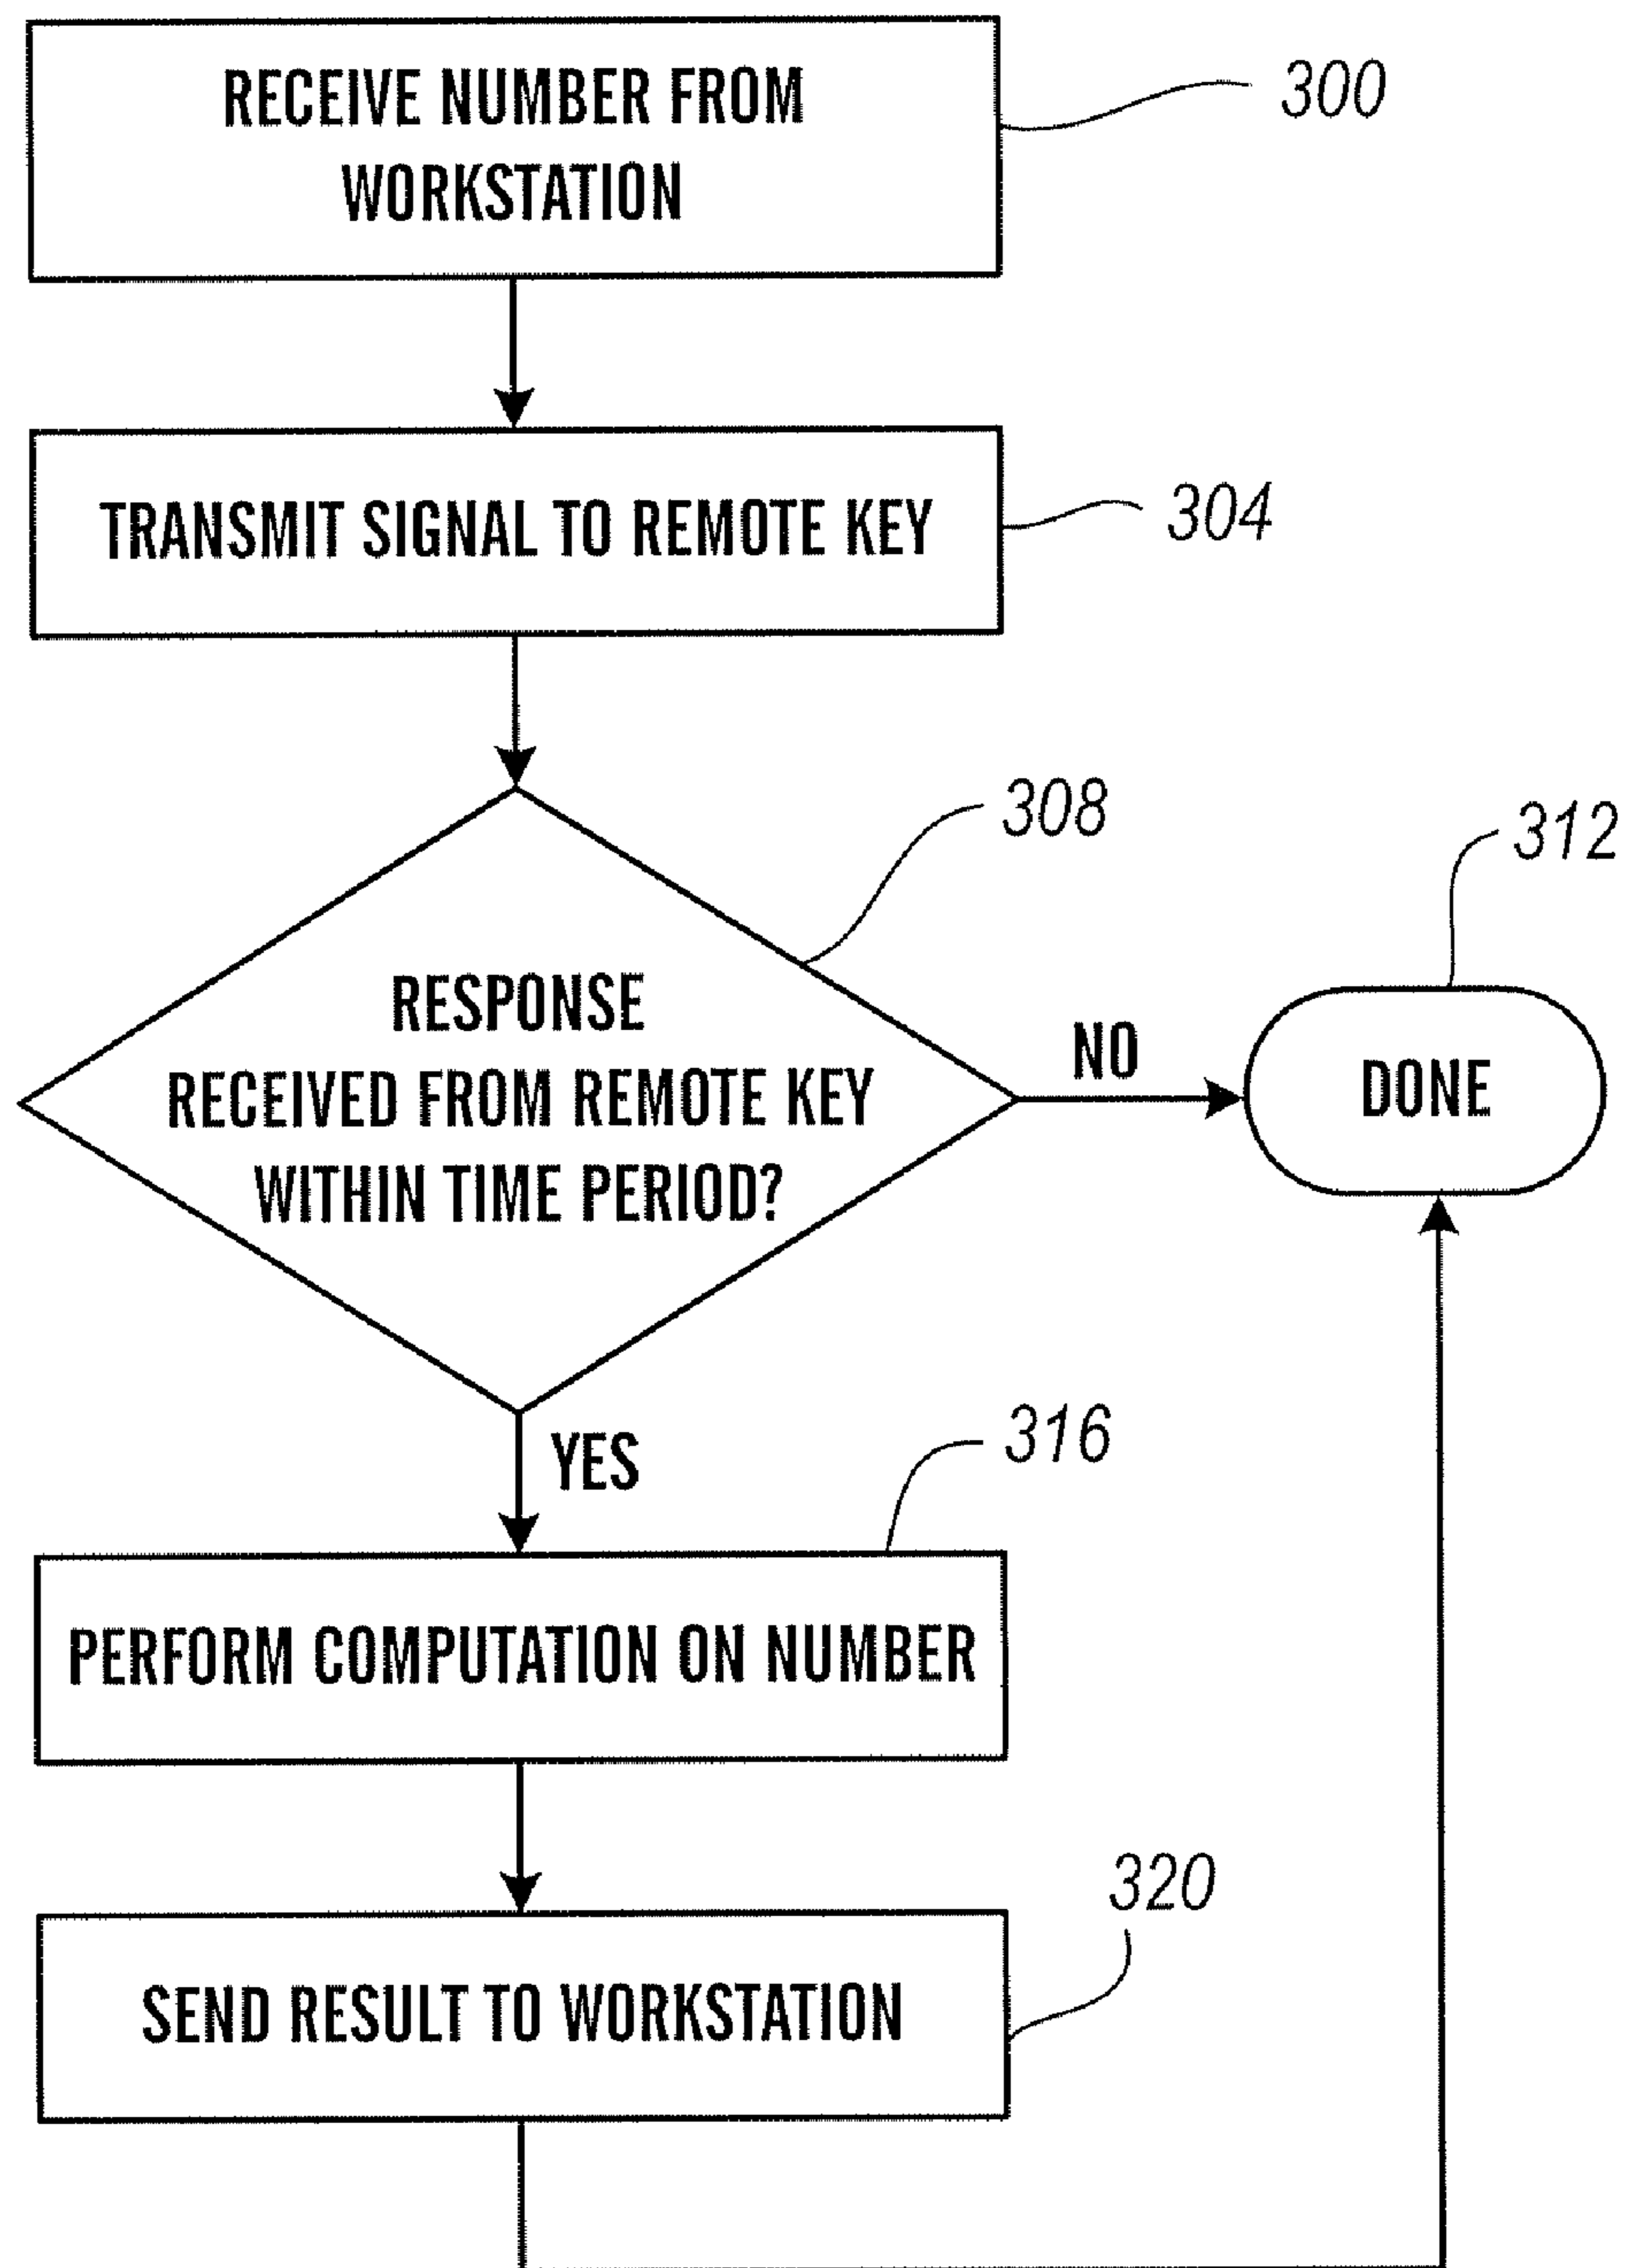 RECEIVE NUMBER FROM
WORKSTATION
300
TRANSMIT SIGNAL TO REMOTE KEY
304
308
312
RESPONSE
RECEIVED FROM REMOTE KEY
WITHIN TIME PERIOD?
NO
DONE
YES
316
PERFORM COMPUTATION ON NUMBER
320
SEND RESULT TO WORKSTATION